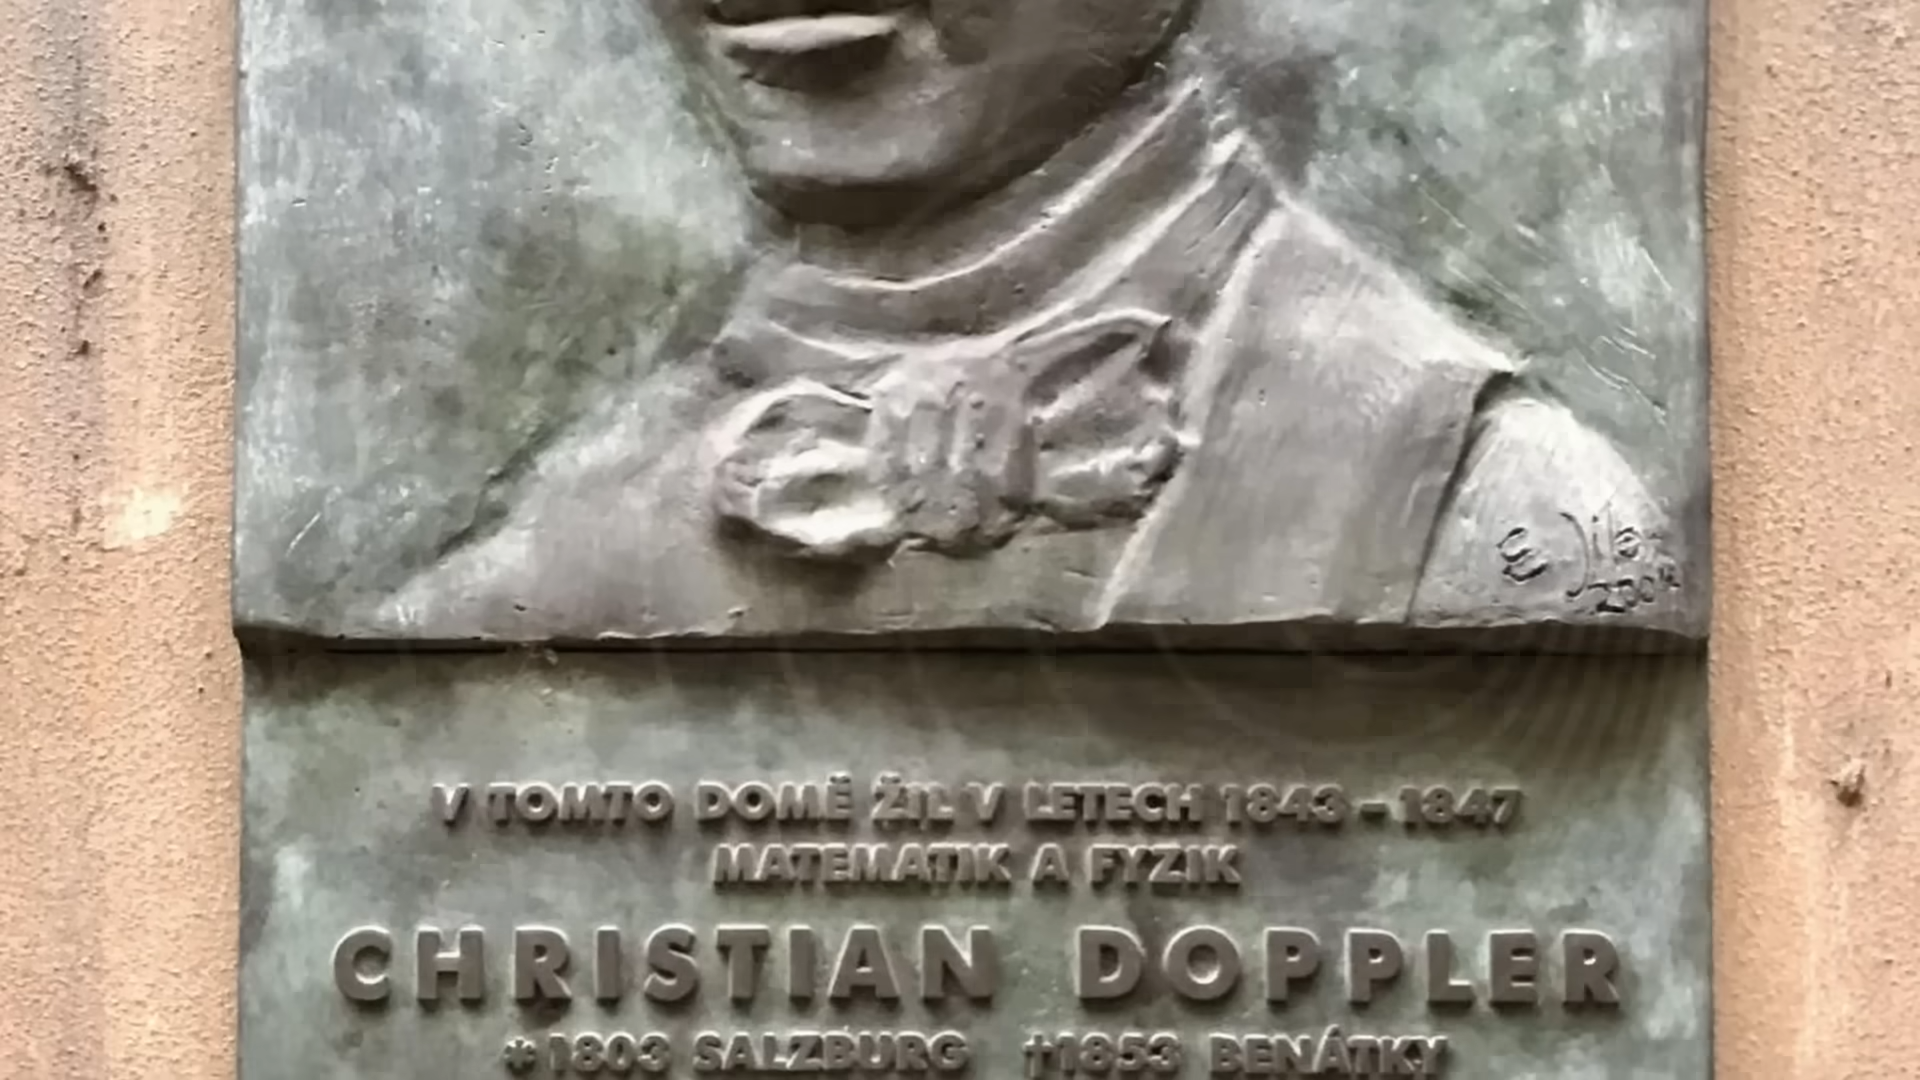 V TOMTO DOMĚ ŽIL V LETECH 1843 – 1847
MATEMATIK A FYZIK
CHRISTIAN DOPPLER
*1803 SALZBURG †1853 BENÁTKY